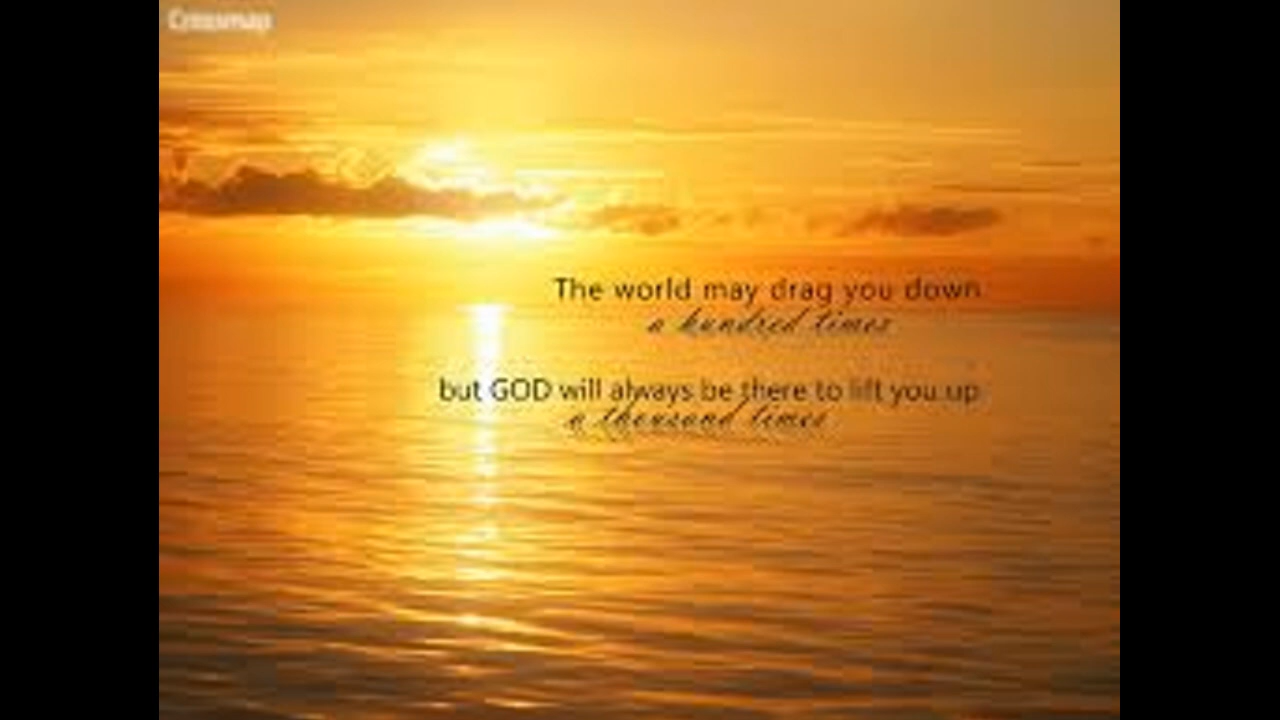 Crossmap
The world may drag you down
a hundred times
but GOD will always be there to lift you up
a thousand times